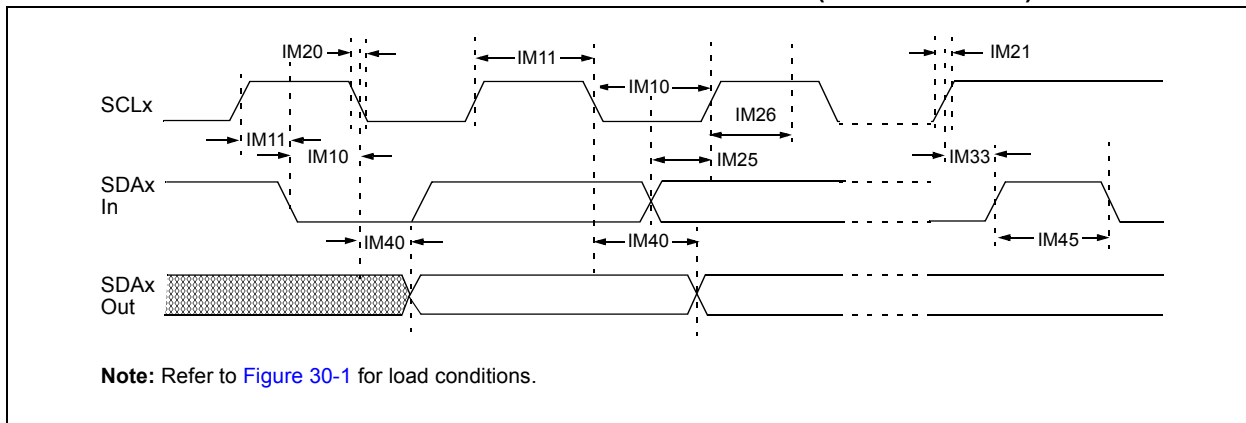 IM20
IM11
IM21
IM10
SCLx
IM26
IM11
IM10
IM33
IM25
SDAx
In
IM40
IM40
IM45
SDAx
Out
Note: Refer to Figure 30-1 for load conditions.